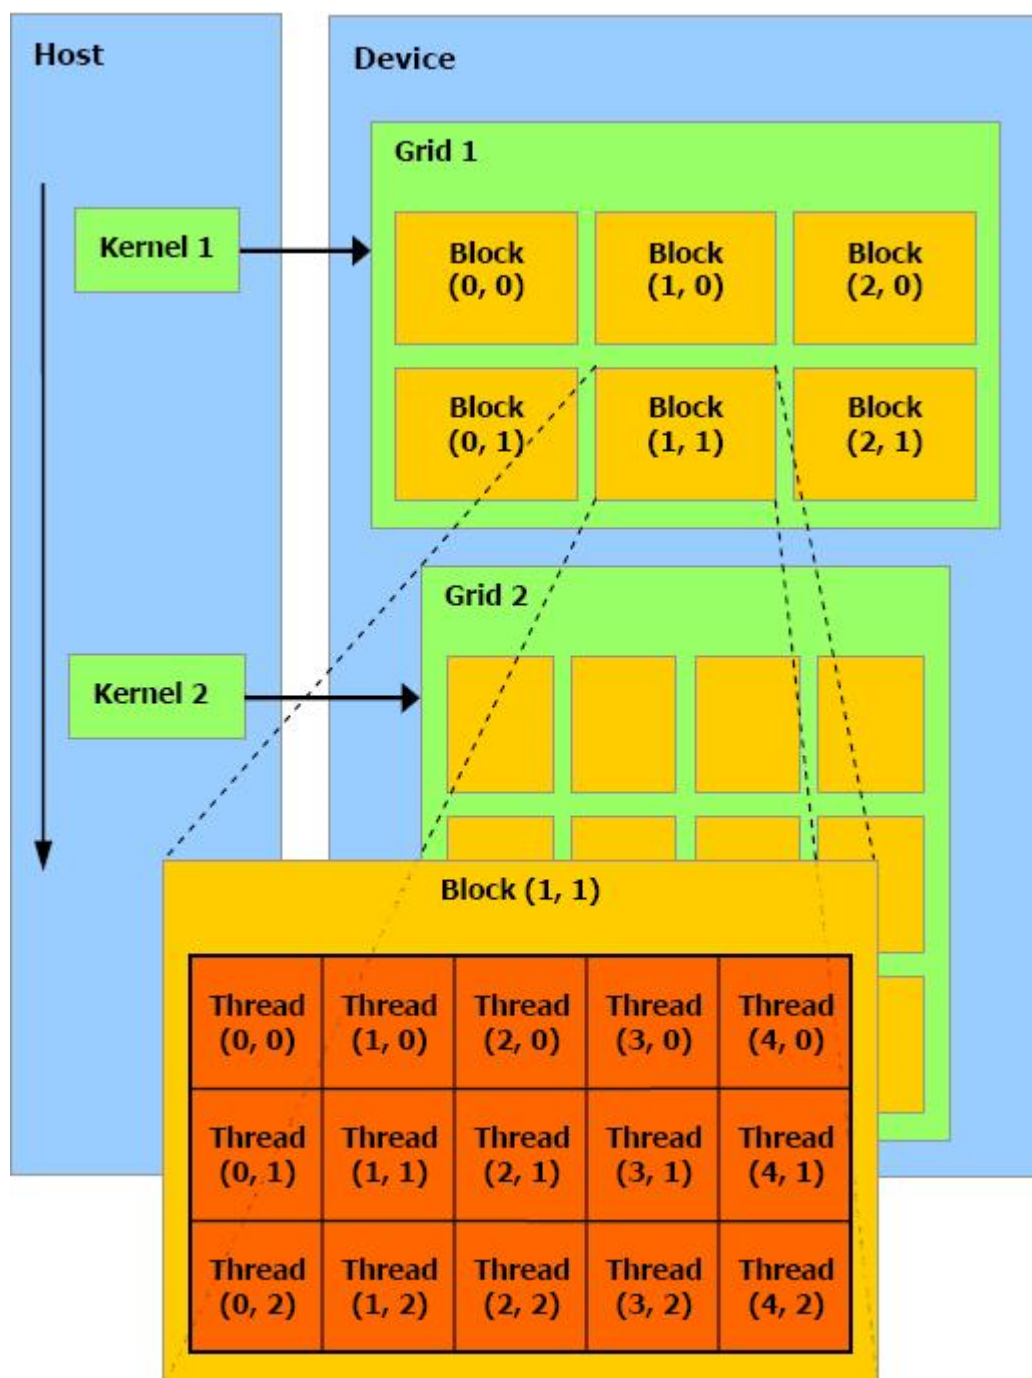 Host
Device
Grid 1
Kernel 1
Block
(0, 0)
Block
(1, 0)
Block
(2, 0)
Block
(0, 1)
Block
(1, 1)
Block
(2, 1)
Grid 2
Kernel 2
Block (1, 1)
Thread
(0, 0)
Thread
(1, 0)
Thread
(2, 0)
Thread
(3, 0)
Thread
(4, 0)
Thread
(0, 1)
Thread
(1, 1)
Thread
(2, 1)
Thread
(3, 1)
Thread
(4, 1)
Thread
(0, 2)
Thread
(1, 2)
Thread
(2, 2)
Thread
(3, 2)
Thread
(4, 2)